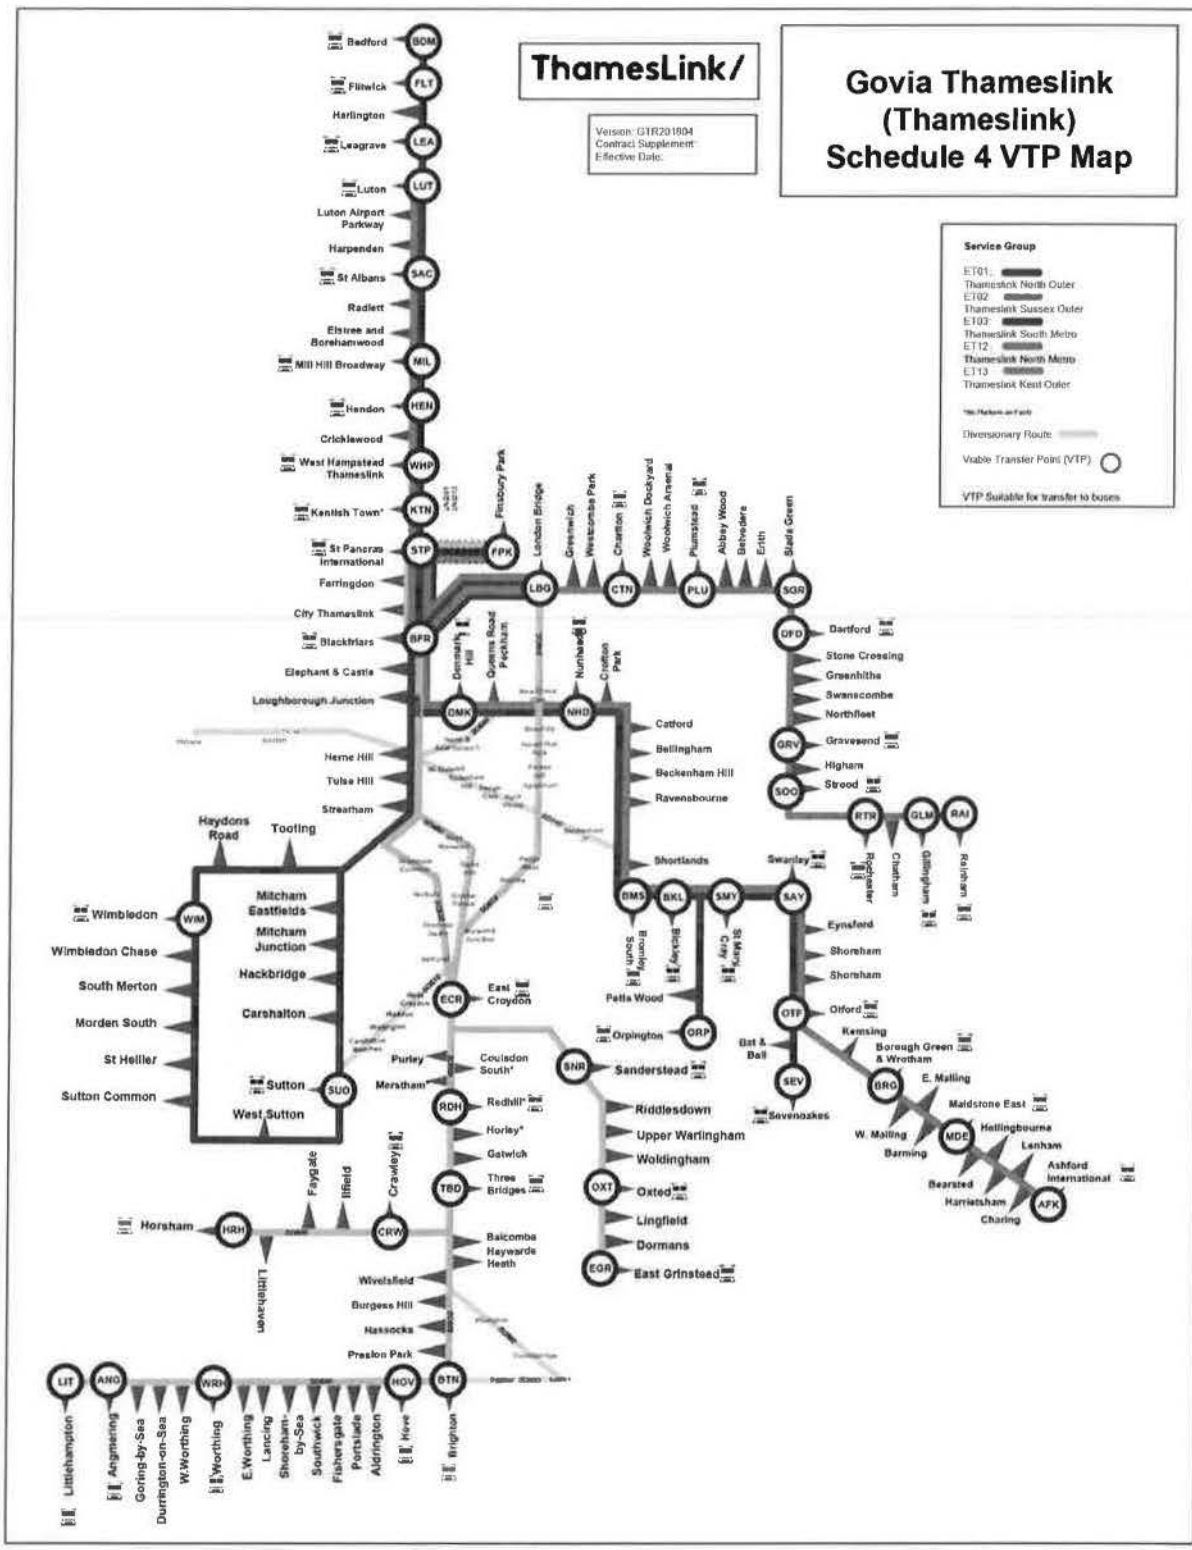 ThamesLink/
Govia Thameslink
(Thameslink)
Schedule 4 VTP Map
Version: GTR201804
Contract Supplement:
Effective Date:
Service Group
ET01:
Thameslink North Outer
ET02
Thameslink Sussex Outer
ET03:
Thameslink South Metro
ET12
Thameslink North Metro
ET13
Thameslink Kent Outer
Diversionary Route
Viable Transfer Point (VTP)
VTP Suitable for transfer to buses
Bedford BDM
Flitwick FLT
Harlington
Leagrave LEA
Luton LUT
Luton Airport
Parkway
Harpenden
St Albans SAC
Radlett
Elstree and
Borehamwood
Mill Hill Broadway MIL
Hendon HEN
Cricklewood
West Hampstead
Thameslink
WHP
Kentish Town* KTN
St Pancras
International
STP
FPK
Finsbury Park
Farringdon
City Thameslink
Blackfriars BFR
Elephant & Castle
Loughborough Junction
Herne Hill
Tulse Hill
Streatham
London Bridge
LBG
Greenwich
Westcombe Park
Charlton
CTN
Woolwich Dockyard
Woolwich Arsenal
Plumstead
PLU
Abbey Wood
Belvedere
Erith
Slade Green
SGR
DFD Dartford
Stone Crossing
Greenhithe
Swanscombe
Northfleet
GRV Gravesend
Higham
SOO Strood
RTR
Rochester
Chatham
GLM
Gillingham
RAI
Rainham
Denmark
Hill
DMK
Queens Road
Peckham
Nunhead
NHD
Crofton
Park
Catford
Bellingham
Beckenham Hill
Ravensbourne
Shortlands
BMS
Bromley
South
BKL
Bickley
SMY
St Mary
Cray
Swanley
SAY
Petts Wood
Orpington ORP
Eynsford
Shoreham
Shoreham
OTF Otford
Bat &
Ball
SEV
Sevenoaks
Kemsing
Borough Green
& Wrotham
BRG
E. Malling
W. Malling
Barming
Maidstone East
MDE
Hollingbourne
Bearsted
Lenham
Harrietsham
Charing
Ashford
International
AFK
Haydons
Road
Tooting
Wimbledon WIM
Wimbledon Chase
South Merton
Morden South
St Hellier
Sutton Common
West Sutton
Mitcham
Eastfields
Mitcham
Junction
Hackbridge
Carshalton
Sutton SUO
ECR East
Croydon
Purley
Coulsdon
South*
Merstham*
RDH Redhill*
Horley*
Gatwick
TBD Three
Bridges
SNR Sanderstead
Riddlesdown
Upper Warlingham
Woldingham
OXT Oxted
Lingfield
Dormans
EGR East Grinstead
Horsham HRH
Littlehaven
Faygate
Ifield
Crawley
CRW
Balcombe
Haywards
Heath
Wivelsfield
Burgess Hill
Hassocks
Preston Park
LIT
Littlehampton
ANG
Angmering
Goring-by-Sea
Durrington-on-Sea
W.Worthing
WRH
Worthing
E.Worthing
Lancing
Shoreham-
by-Sea
Southwick
Fishersgate
Portslade
Aldrington
HOV
Hove
BTN
Brighton